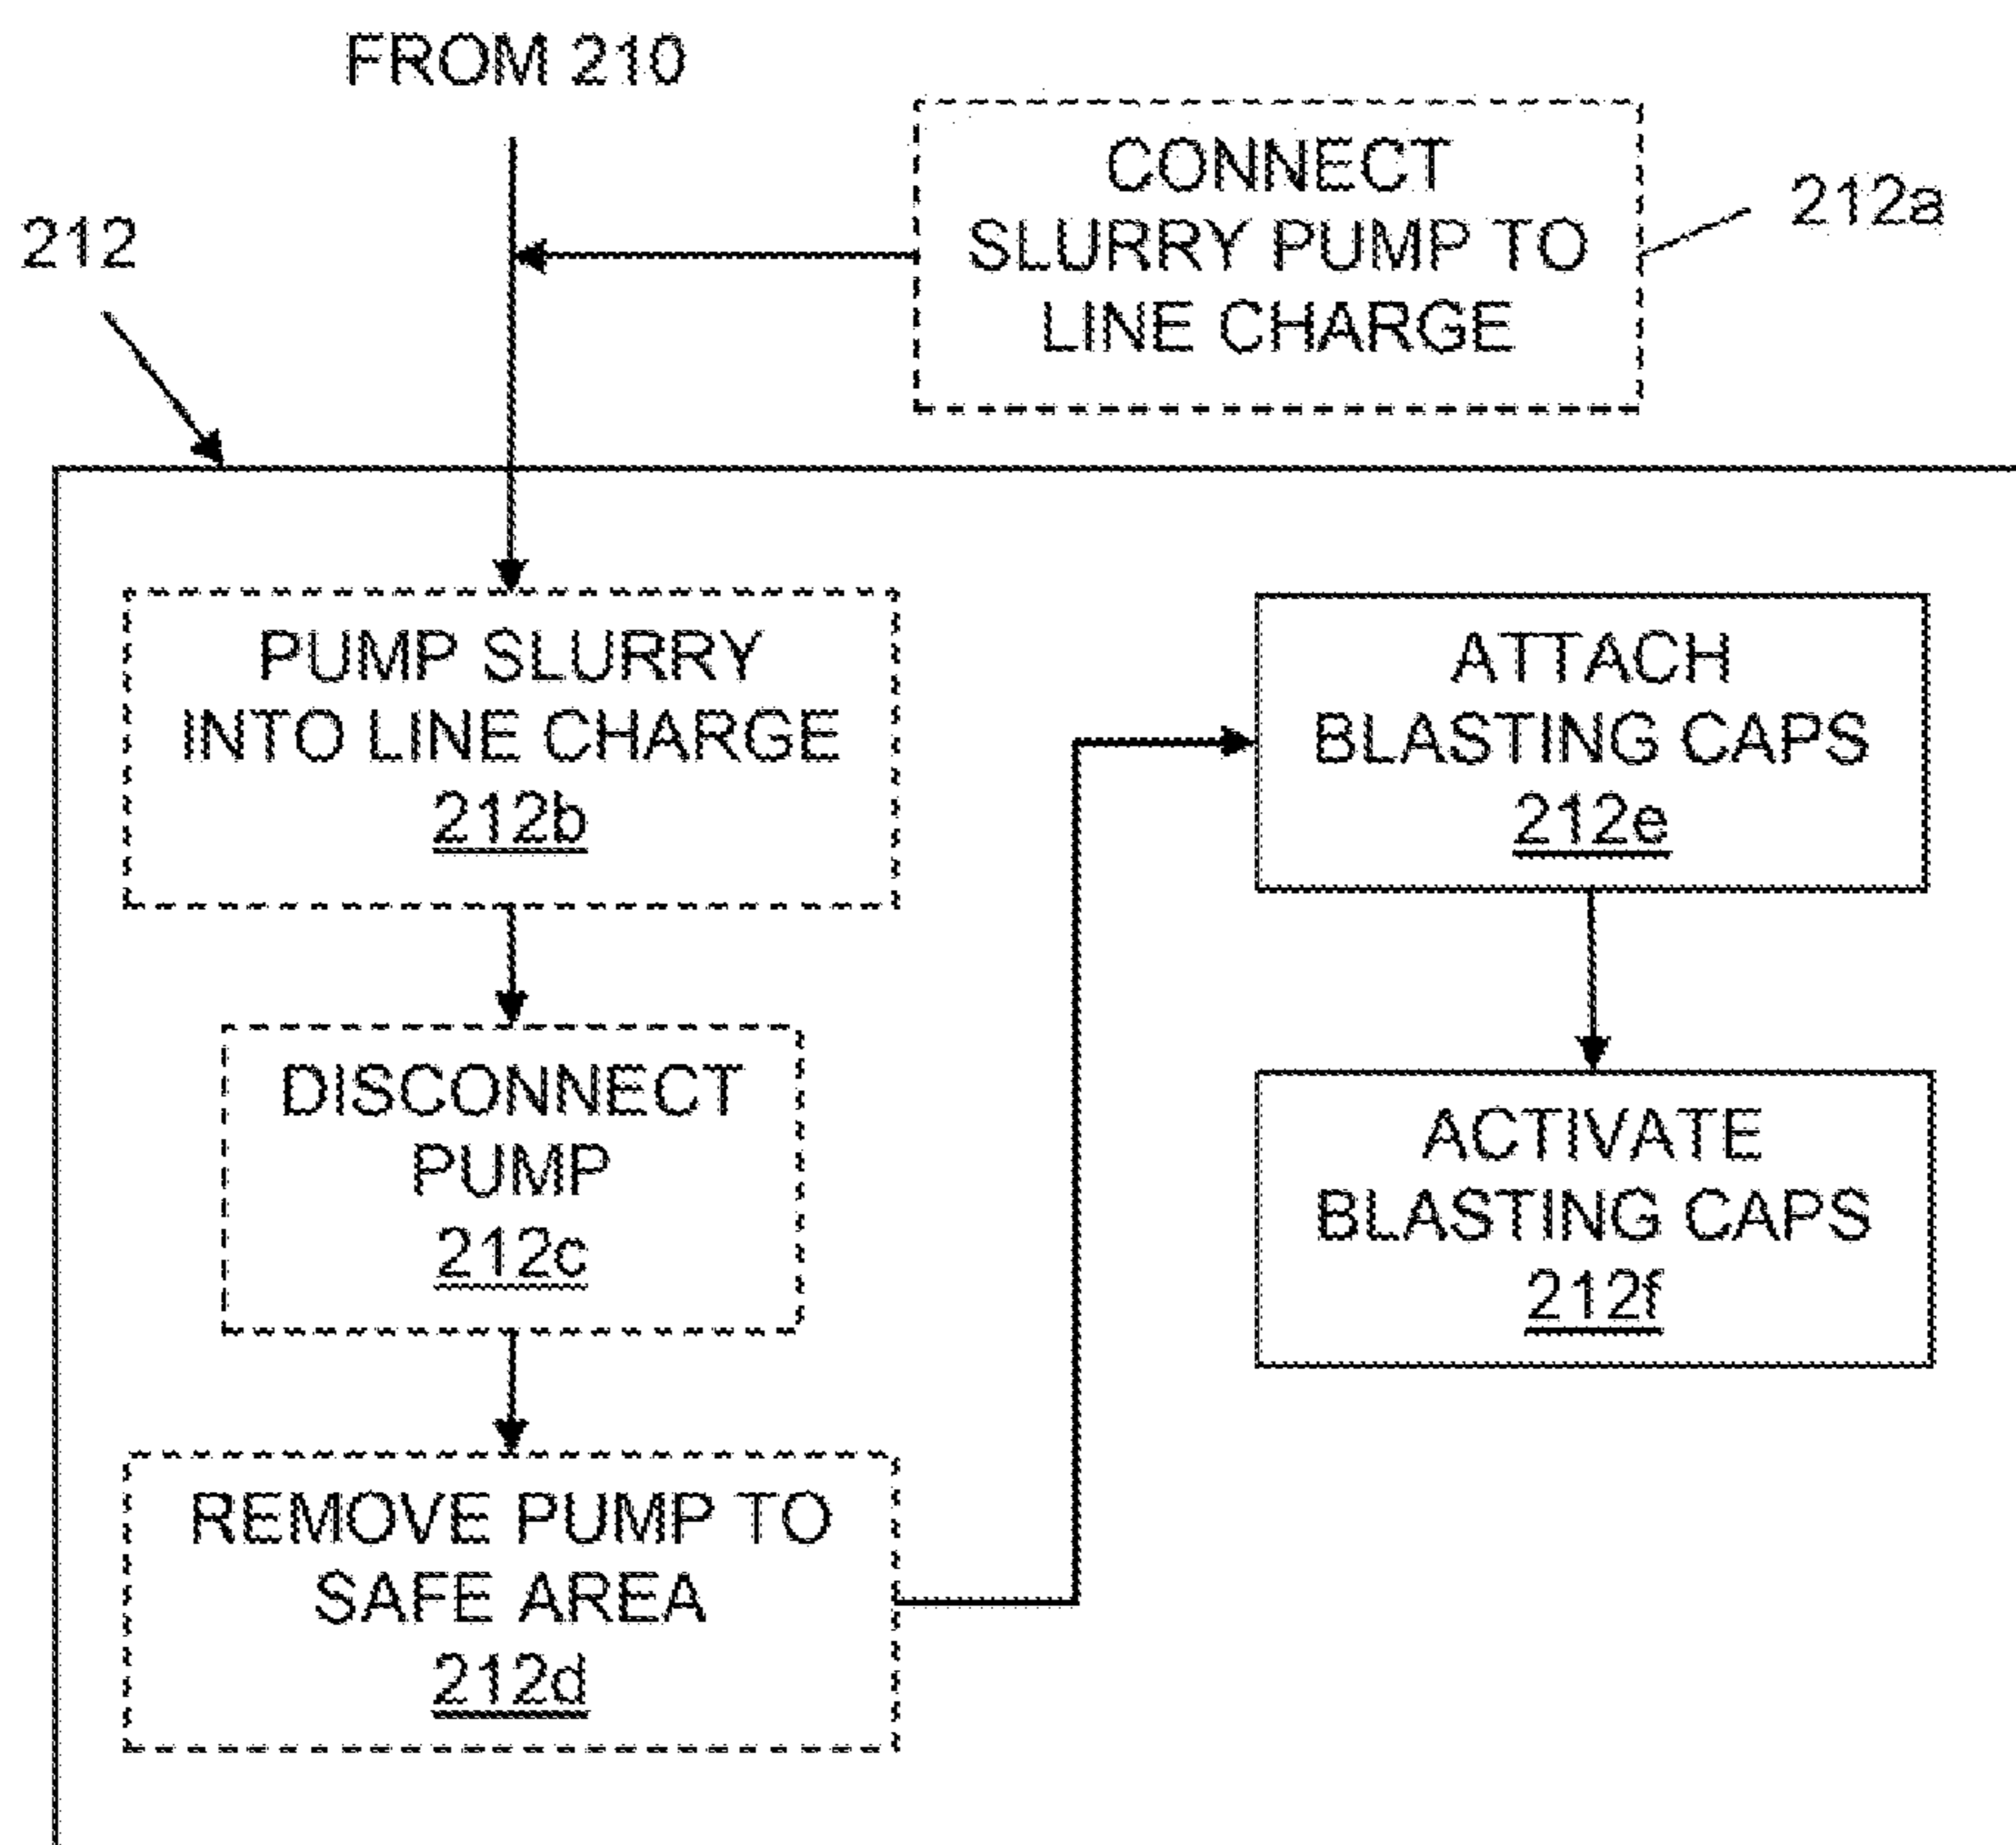 FROM 210
CONNECT
SLURRY PUMP TO
LINE CHARGE
212a
212
PUMP SLURRY
INTO LINE CHARGE
212b
DISCONNECT
PUMP
212c
REMOVE PUMP TO
SAFE AREA
212d
ATTACH
BLASTING CAPS
212e
ACTIVATE
BLASTING CAPS
212f